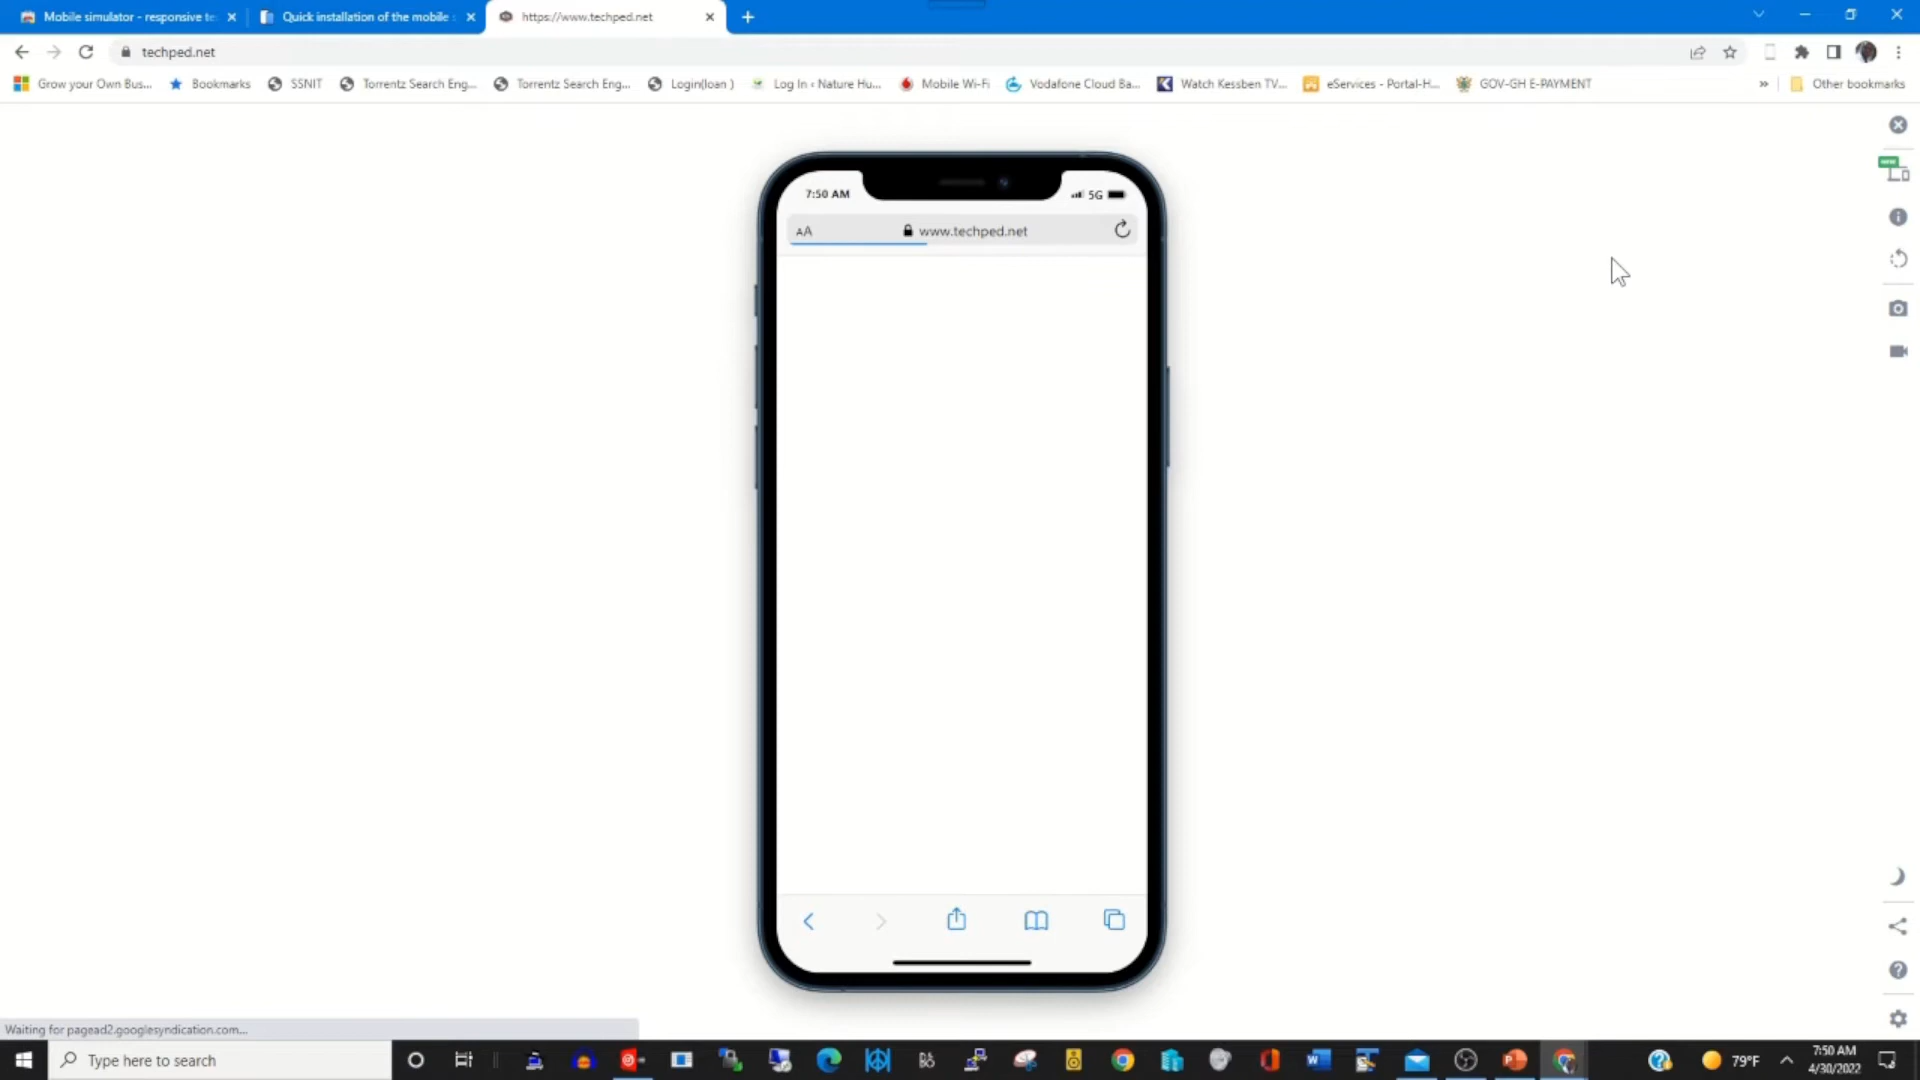 Mobile simulator - responsive te
Quick installation of the mobile s
https://www.techped.net
techped.net
Grow your Own Bus...
Bookmarks
SSNIT
Torrentz Search Eng...
Torrentz Search Eng...
Login(loan )
Log In ‹ Nature Hu...
Mobile Wi-Fi
Vodafone Cloud Ba...
Watch Kessben TV...
eServices - Portal-H...
GOV-GH E-PAYMENT
»
Other bookmarks
NEW
7:50 AM
5G
AA
www.techped.net
Waiting for pagead2.googlesyndication.com...
Type here to search
79°F
7:50 AM
4/30/2022